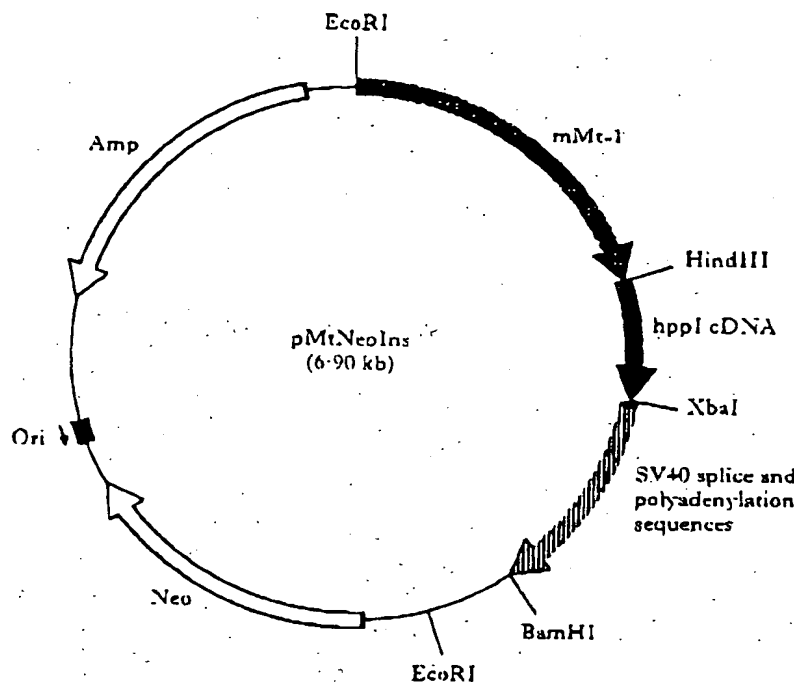 EcoRI
Amp
mMt-1
HindIII
hppI cDNA
pMtNeoIns
(6·90 kb)
XbaI
Ori
SV40 splice and
polyadenylation
sequences
Neo
BamHI
EcoRI